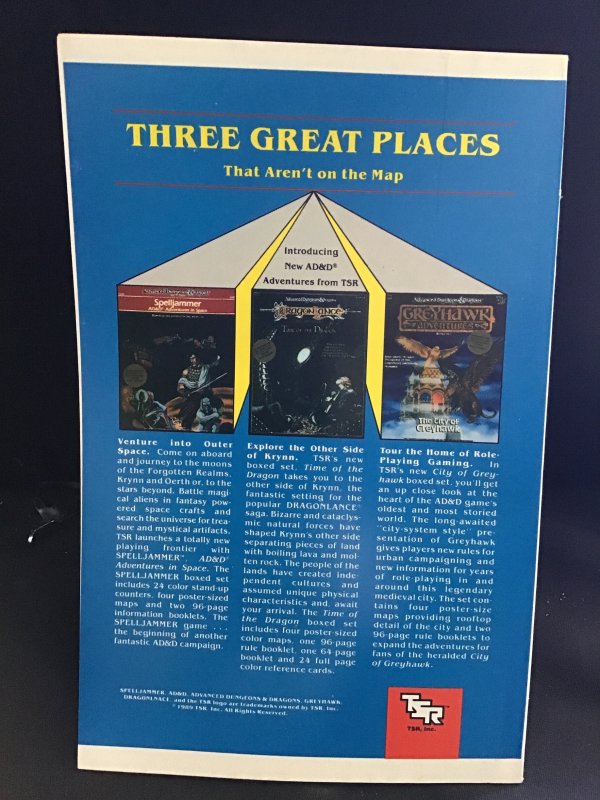 THREE GREAT PLACES
That Aren't on the Map
Introducing
New AD&D®
Adventures from TSR
Advanced Dungeons & Dragons
Spelljammer
AD&D Adventures in Space
Advanced Dungeons & Dragons
DRAGONLANCE
Time of the Dragon
Advanced Dungeons & Dragons
GREYHAWK
ADVENTURES
The City of
Greyhawk
Venture into Outer
Space. Come on aboard
and journey to the moons
of the Forgotten Realms,
Krynn and Oerth or, to the
stars beyond. Battle magi-
cal aliens in fantasy pow-
ered space crafts and
search the universe for trea-
sure and mystical artifacts.
TSR launches a totally new
playing frontier with
SPELLJAMMER™, AD&D®
Adventures in Space. The
SPELLJAMMER boxed set
includes 24 color stand-up
counters, four poster-sized
maps and two 96-page
information booklets. The
SPELLJAMMER game . . .
the beginning of another
fantastic AD&D campaign.
Explore the Other Side
of Krynn. TSR's new
boxed set, Time of the
Dragon takes you to the
other side of Krynn, the
fantastic setting for the
popular DRAGONLANCE®
saga. Bizarre and cataclys-
mic natural forces have
shaped Krynn's other side
separating pieces of land
with boiling lava and mol-
ten rock. The people of the
lands have created inde-
pendent cultures and
assumed unique physical
characteristics and, await
your arrival. The Time of
the Dragon boxed set
includes four poster-sized
color maps, one 96-page
rule booklet, one 64-page
booklet and 24 full page
color reference cards.
Tour the Home of Role-
Playing Gaming. In
TSR's new City of Grey-
hawk boxed set, you'll get
an up close look at the
heart of the AD&D game's
oldest and most storied
world. The long-awaited
"city-system style" pre-
sentation of Greyhawk
gives players new rules for
urban campaigning and
new information for years
of role-playing in and
around this legendary
medieval city. The set con-
tains four poster-size
maps providing rooftop
detail of the city and two
96-page rule booklets to
expand the adventures for
fans of the heralded City
of Greyhawk.
SPELLJAMMER, AD&D, ADVANCED DUNGEONS & DRAGONS, GREYHAWK,
DRAGONLNACE, and the TSR logo are trademarks owned by TSR, Inc.
©1989 TSR, Inc. All Rights Reserved.
TSR
TSR, Inc.